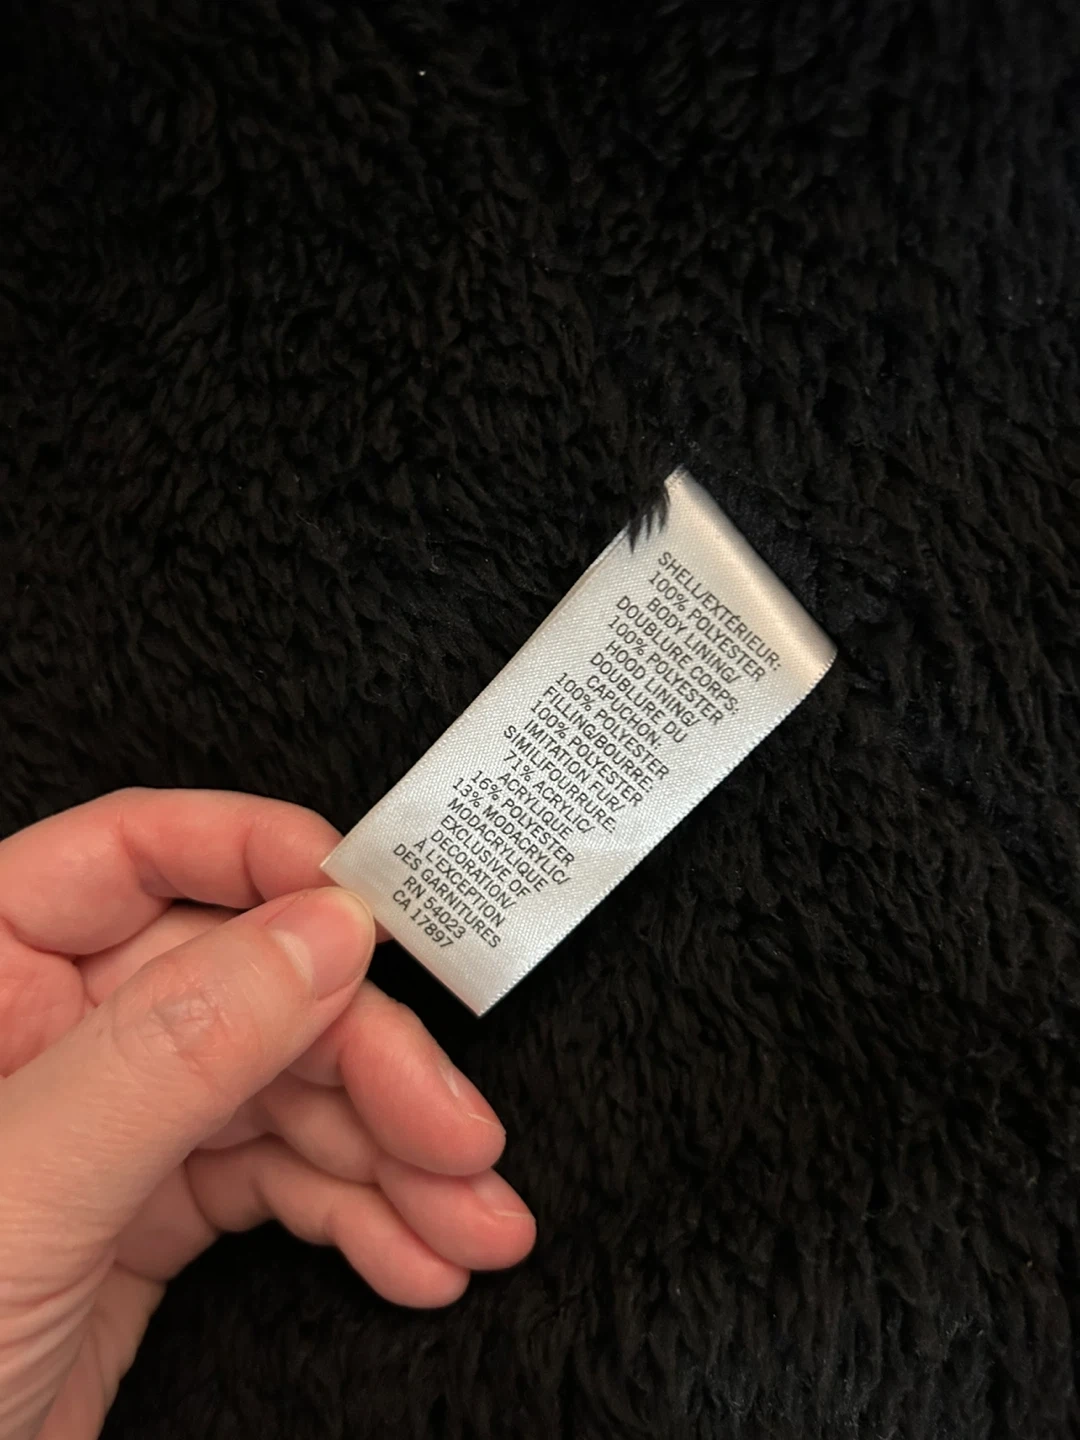 SHELL/EXTÉRIEUR:
100% POLYESTER
BODY LINING/
DOUBLURE CORPS:
100% POLYESTER
HOOD LINING/
DOUBLURE DU
CAPUCHON:
100% POLYESTER
FILLING/BOURRE:
100% POLYESTER
IMITATION FUR/
SIMILIFOURRURE:
71% ACRYLIC/
ACRYLIQUE
16% POLYESTER
13% MODACRYLIC/
MODACRYLIQUE
EXCLUSIVE OF
DECORATION/
À L'EXCEPTION
DES GARNITURES
RN 54023
CA 17897